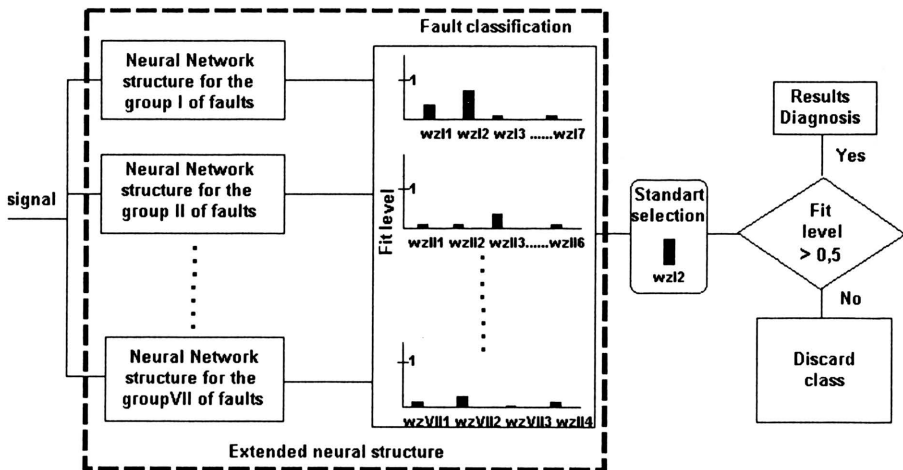 signal
Neural Network
structure for the
group I of faults
Neural Network
structure for the
group II of faults
Neural Network
structure for the
groupVII of faults
Extended neural structure
Fault classification
Fit level
1
wzI1 wzI2 wzI3 ......wzI7
1
wzII1 wzII2 wzII3......wzII6
1
wzVII1 wzVII2 wzVII3 wzII4
Standart
selection
wzI2
Fit
level
> 0,5
Yes
Results
Diagnosis
No
Discard
class